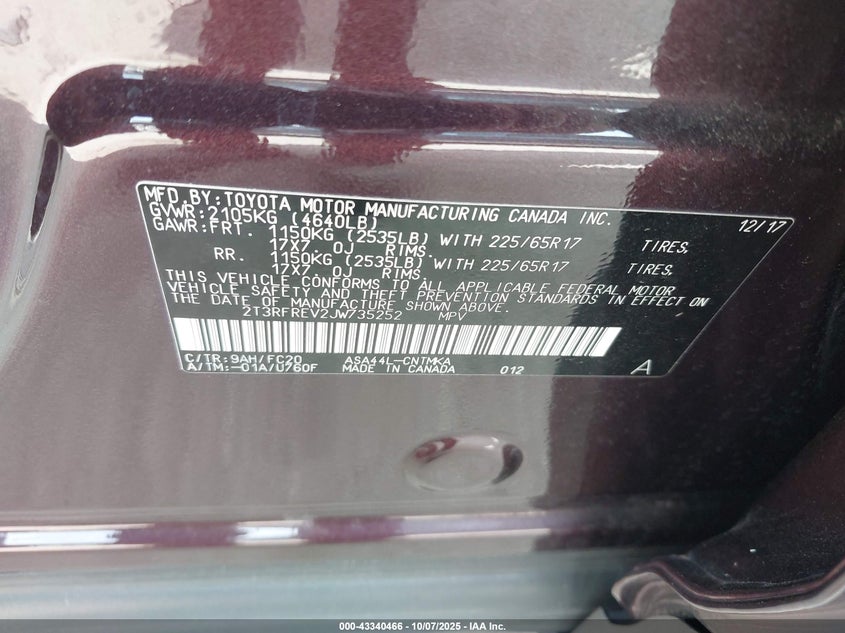 MFD.BY:TOYOTA MOTOR MANUFACTURING CANADA INC. 12/17
GVWR:2105KG (4640LB)
GAWR:FRT. 1150KG (2535LB) WITH 225/65R17 TIRES,
17X7.0J RIMS.
RR. 1150KG (2535LB) WITH 225/65R17 TIRES,
17X7.0J RIMS.
THIS VEHICLE CONFORMS TO ALL APPLICABLE FEDERAL MOTOR
VEHICLE SAFETY AND THEFT PREVENTION STANDARDS IN EFFECT ON
THE DATE OF MANUFACTURE SHOWN ABOVE.
2T3RFREV2JW735252 MPV
C/TR:9AH/FC20 ASA44L-CNTMKA
A/TM:-01A/U760F MADE IN CANADA 012 A
000-43340466 - 10/07/2025 - IAA Inc.